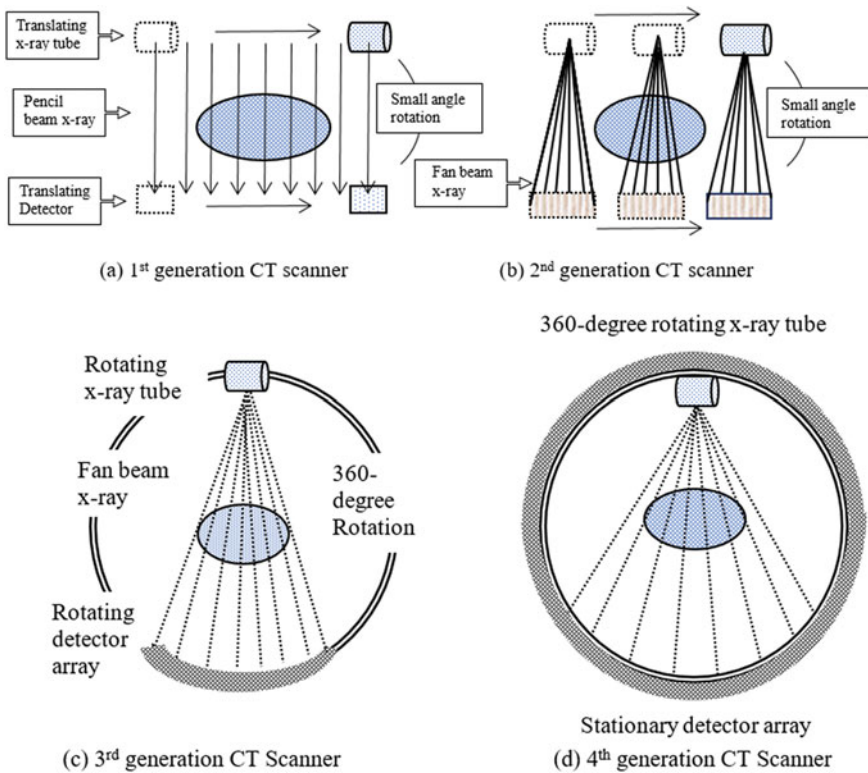 Translating
x-ray tube
Pencil
beam x-ray
Translating
Detector
Small angle
rotation
(a) 1st generation CT scanner
Fan beam
x-ray
Small angle
rotation
(b) 2nd generation CT scanner
Rotating
x-ray tube
Fan beam
x-ray
360-
degree
Rotation
Rotating
detector
array
(c) 3rd generation CT Scanner
360-degree rotating x-ray tube
Stationary detector array
(d) 4th generation CT Scanner